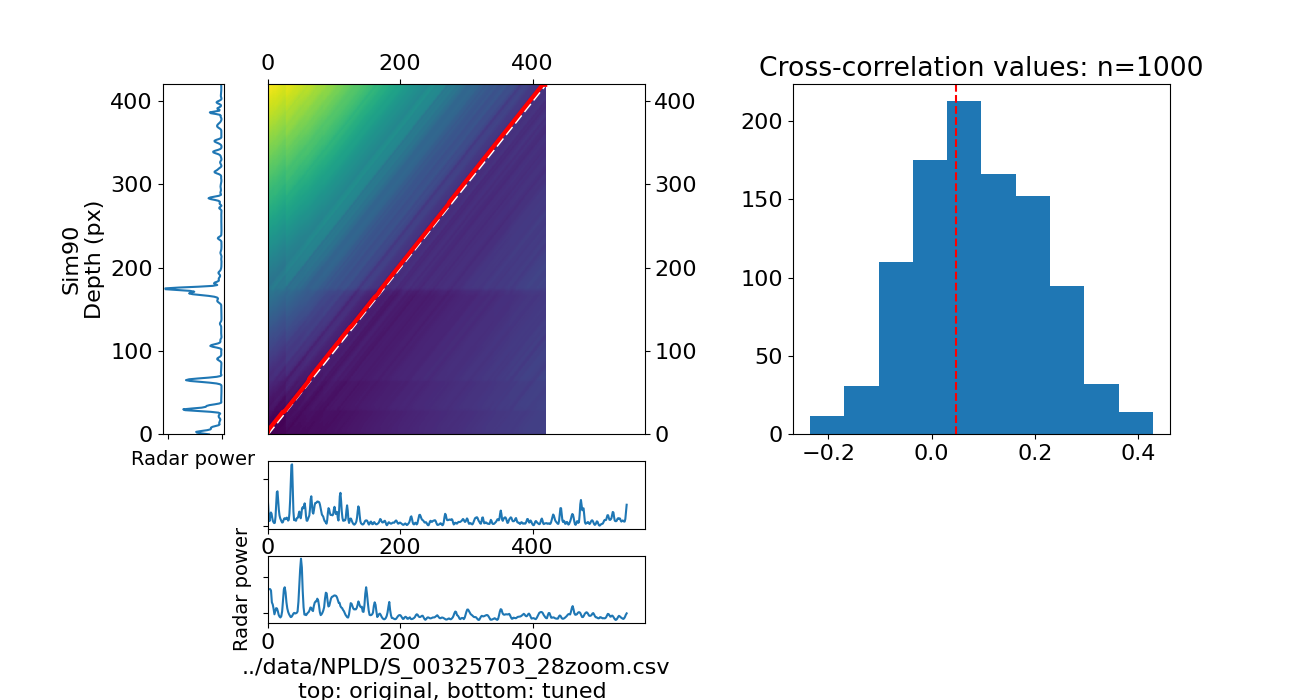 0 200 400
Cross-correlation values: n=1000
400 300 200 100 0
Sim90
Depth (px)
Radar power
400 300 200 100 0
200 150 100 50 0
−0.2 0.0 0.2 0.4
0 200 400
Radar power
0 200 400
../data/NPLD/S_00325703_28zoom.csv
top: original, bottom: tuned